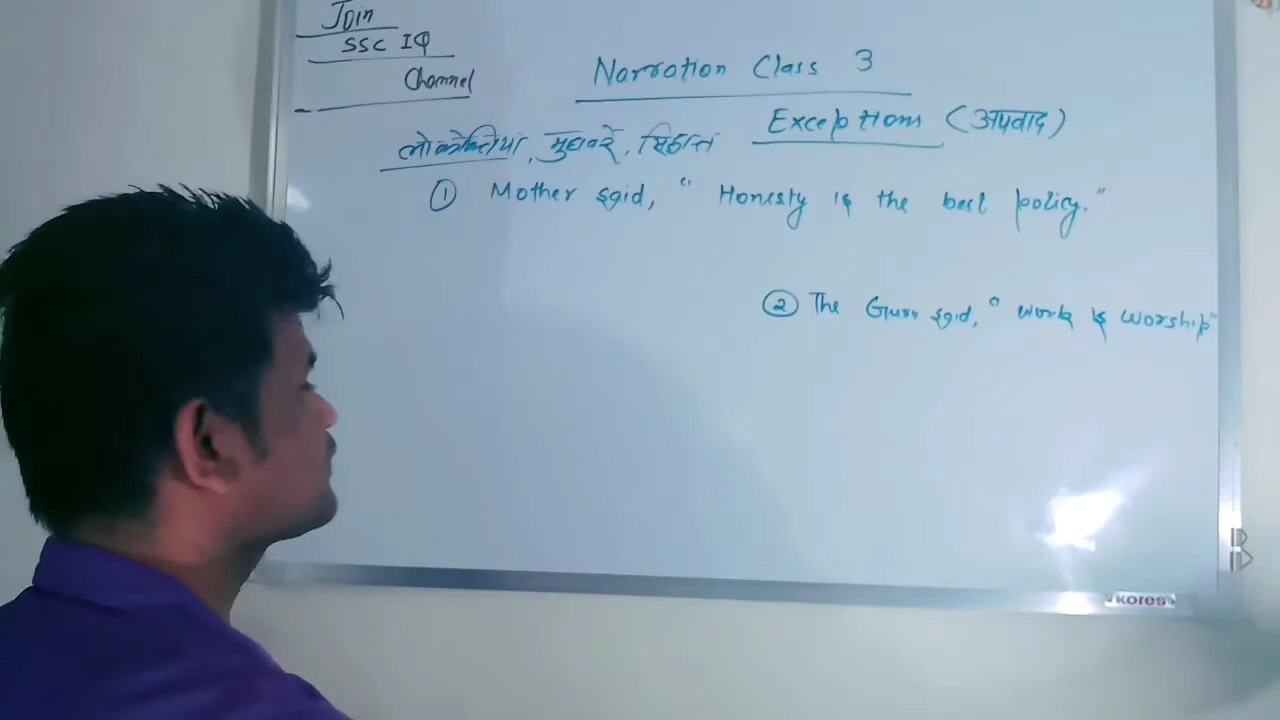 Join
SSC IQ
Channel
Narration Class 3
Exceptions (अपवाद)
लोकोक्तियां, मुहावरे, सिद्धान्त
① Mother said, "Honesty is the best policy."
② The Guru said, "Work is worship"
kores